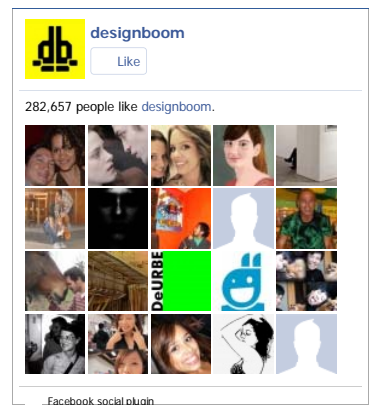 db
designboom
Like
282,657 people like designboom.
DeURBE
Facebook social plugin